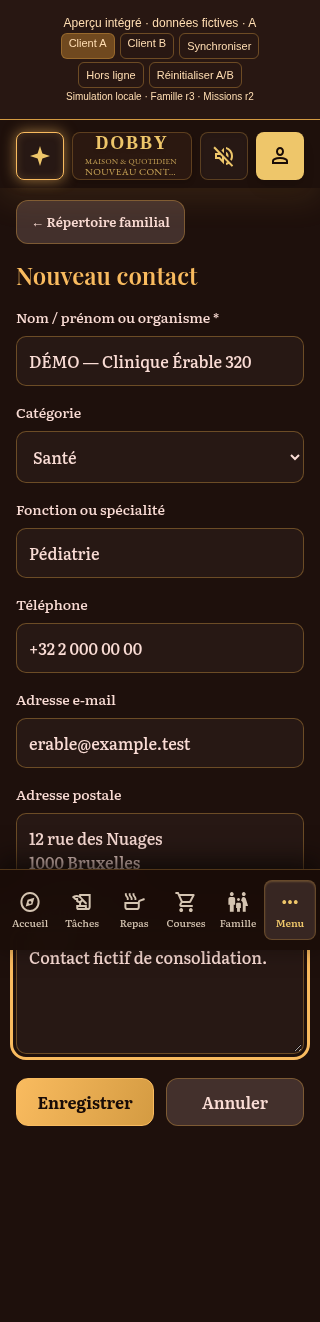 Aperçu intégré · données fictives · A
Client A
Client B
Synchroniser
Hors ligne
Réinitialiser A/B
Simulation locale · Famille r3 · Missions r2
DOBBY
MAISON & QUOTIDIEN
NOUVEAU CONT...
← Répertoire familial
Nouveau contact
Nom / prénom ou organisme *
DÉMO — Clinique Érable 320
Catégorie
Santé
Fonction ou spécialité
Pédiatrie
Téléphone
+32 2 000 00 00
Adresse e-mail
erable@example.test
Adresse postale
12 rue des Nuages
1000 Bruxelles
Accueil
Tâches
Repas
Courses
Famille
Menu
Contact fictif de consolidation.
Enregistrer
Annuler